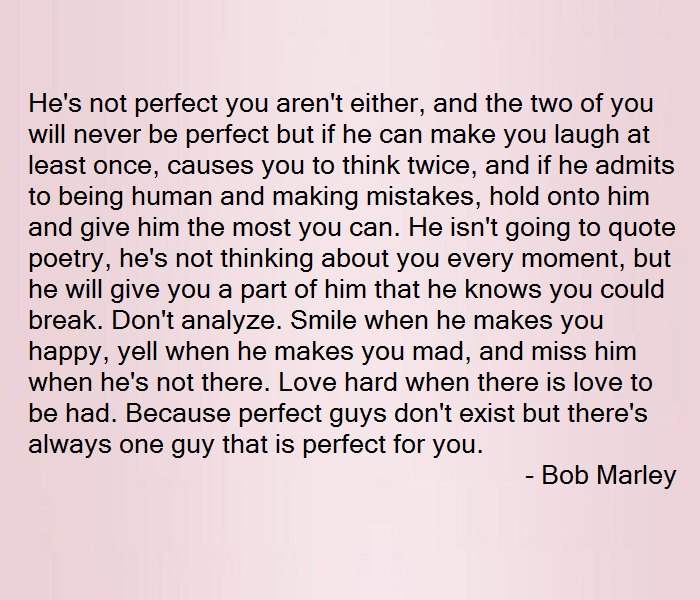 He's not perfect you aren't either, and the two of you
will never be perfect but if he can make you laugh at
least once, causes you to think twice, and if he admits
to being human and making mistakes, hold onto him
and give him the most you can. He isn't going to quote
poetry, he's not thinking about you every moment, but
he will give you a part of him that he knows you could
break. Don't analyze. Smile when he makes you
happy, yell when he makes you mad, and miss him
when he's not there. Love hard when there is love to
be had. Because perfect guys don't exist but there's
always one guy that is perfect for you.
- Bob Marley